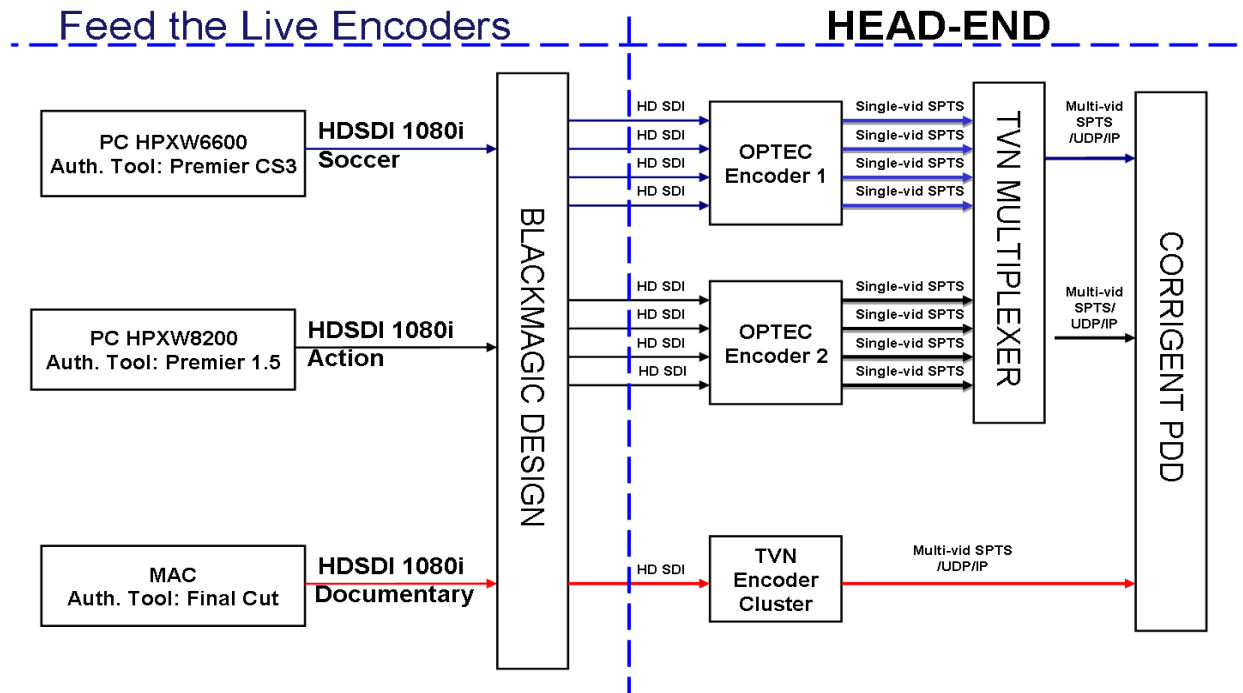 Feed the Live Encoders
HEAD-END
PC HPXW6600
Auth. Tool: Premier CS3
HDSDI 1080i
Soccer
PC HPXW8200
Auth. Tool: Premier 1.5
HDSDI 1080i
Action
MAC
Auth. Tool: Final Cut
HDSDI 1080i
Documentary
BLACKMAGIC DESIGN
HD SDI
HD SDI
HD SDI
HD SDI
OPTEC
Encoder 1
Single-vid SPTS
Single-vid SPTS
Single-vid SPTS
Single-vid SPTS
HD SDI
HD SDI
HD SDI
HD SDI
OPTEC
Encoder 2
Single-vid SPTS
Single-vid SPTS
Single-vid SPTS
Single-vid SPTS
TVN MULTIPLEXER
Multi-vid
SPTS
/UDP/IP
Multi-vid
SPTS/
UDP/IP
HD SDI
TVN
Encoder
Cluster
Multi-vid SPTS
/UDP/IP
CORRIGENT PDD